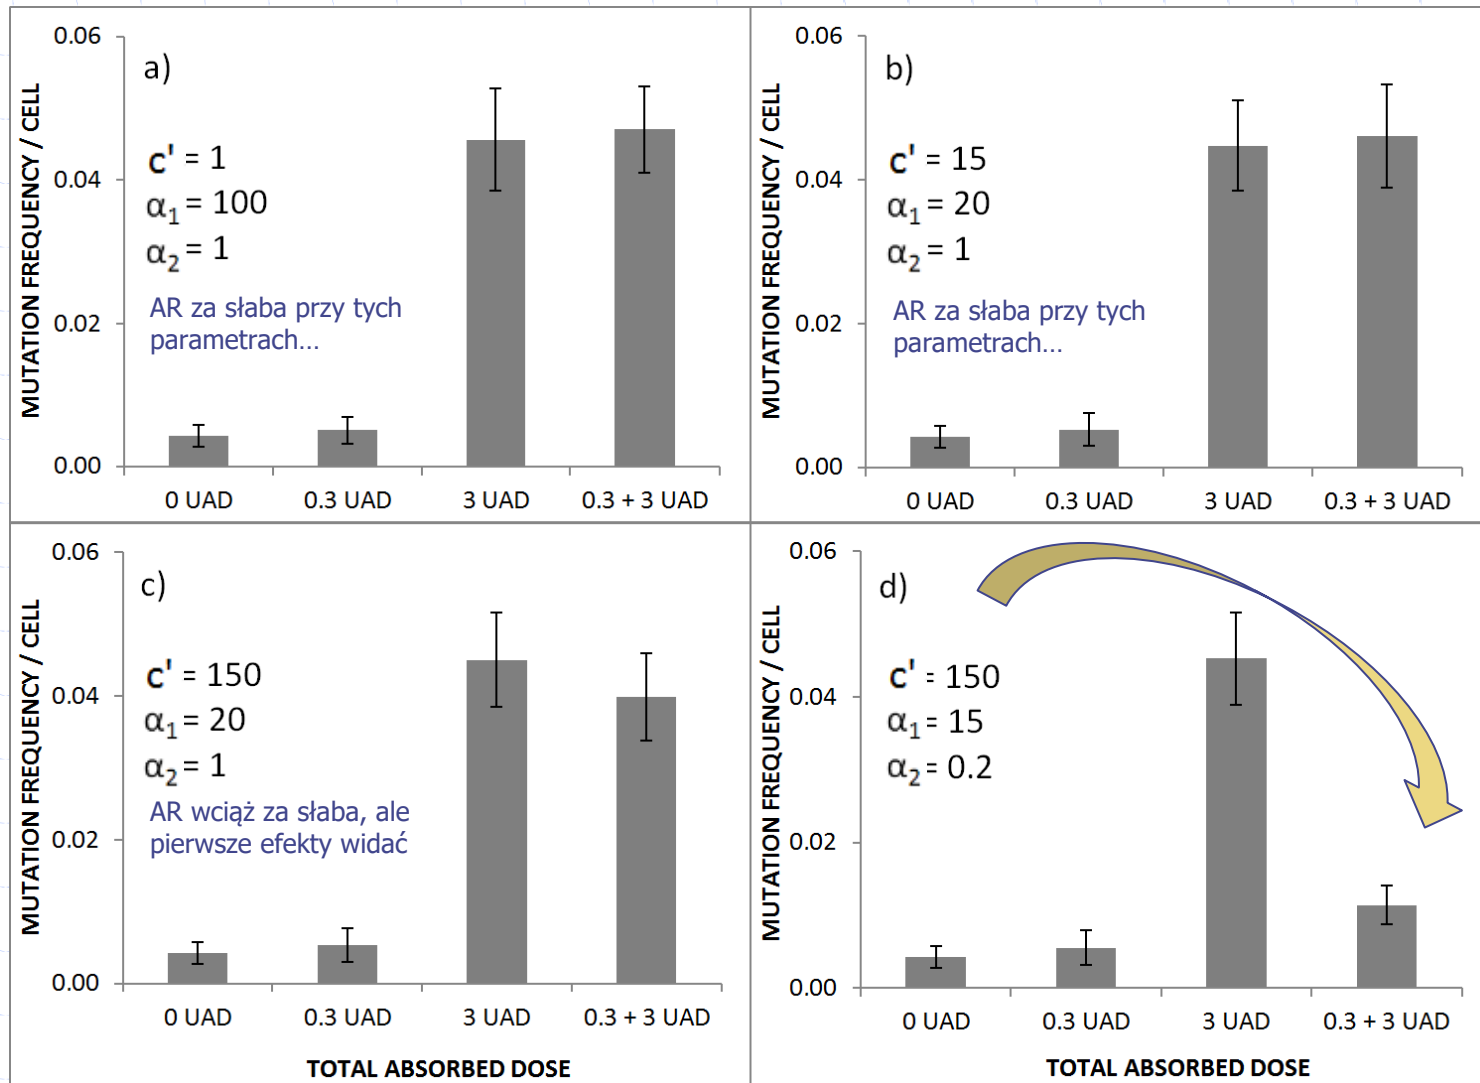 MUTATION FREQUENCY / CELL
0.06
0.04
0.02
0.00
a)
c' = 1
α₁ = 100
α₂ = 1
AR za słaba przy tych
parametrach...
0 UAD
0.3 UAD
3 UAD
0.3 + 3 UAD
MUTATION FREQUENCY / CELL
0.06
0.04
0.02
0.00
b)
c' = 15
α₁ = 20
α₂ = 1
AR za słaba przy tych
parametrach...
0 UAD
0.3 UAD
3 UAD
0.3 + 3 UAD
MUTATION FREQUENCY / CELL
0.06
0.04
0.02
0.00
c)
c' = 150
α₁ = 20
α₂ = 1
AR wciąż za słaba, ale
pierwsze efekty widać
0 UAD
0.3 UAD
3 UAD
0.3 + 3 UAD
TOTAL ABSORBED DOSE
MUTATION FREQUENCY / CELL
0.06
0.04
0.02
0.00
d)
c' = 150
α₁ = 15
α₂ = 0.2
0 UAD
0.3 UAD
3 UAD
0.3 + 3 UAD
TOTAL ABSORBED DOSE